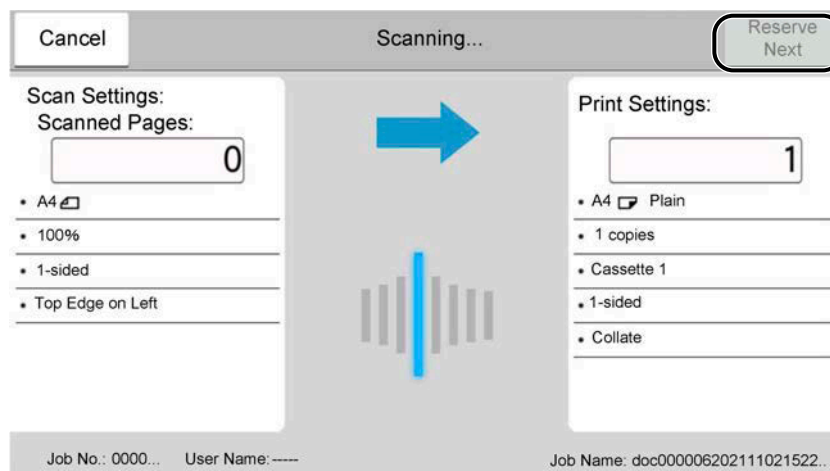 Cancel
Scanning...
Reserve
Next
Scan Settings:
Scanned Pages:
0
• A4
• 100%
• 1-sided
• Top Edge on Left
Print Settings:
1
• A4 Plain
• 1 copies
• Cassette 1
• 1-sided
• Collate
Job No.: 0000... User Name: -----
Job Name: doc000006202111021522..